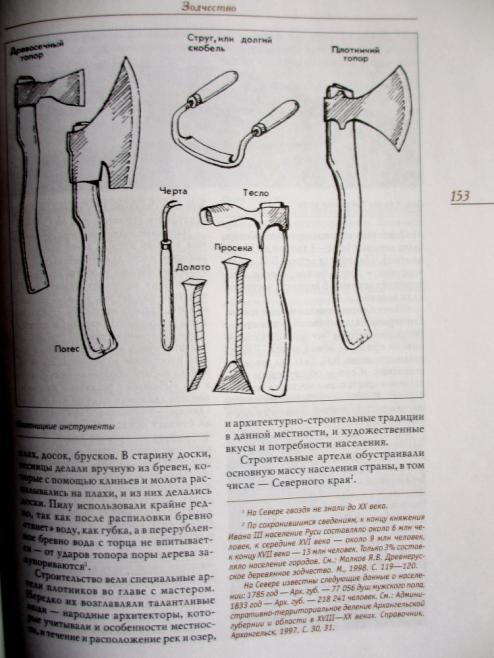 Зодчество
Древосечный
топор
Струг, или долгий
скобель
Плотничий
топор
153
Черта
Тесло
Просека
Долото
Потес
Плотницкие инструменты
плах, досок, брусков. В старину доски,
лестницы делали вручную из бревен, ко-
торые с помощью клиньев и молота рас-
калывались на плахи, и из них делались
доски. Пилу использовали крайне ред-
ко, так как после распиловки бревно
«тянет» воду, как губка, а в перерублен-
ное бревно вода с торца не впитывает-
ся — от ударов топора поры дерева за-
купориваются¹.
Строительство вели специальные ар-
тели плотников во главе с мастером.
Нередко их возглавляли талантливые
люди — народные архитекторы, кото-
рые учитывали и особенности местнос-
ти, и течение и расположение рек и озер,
и архитектурно-строительные традиции
в данной местности, и художественные
вкусы и потребности населения.
Строительные артели обустраивали
основную массу населения страны, в том
числе — Северного края².
¹ На Севере гвоздя не знали до XX века.
² По сохранившимся сведениям, к концу княжения
Ивана III население Руси составляло около 6 млн че-
ловек, к середине XVI века — около 9 млн человек,
к концу XVII века — 13 млн человек. Только 3% состав-
ляло население городов. См.: Малков Я.В. Древнерус-
ское деревянное зодчество. М., 1998. С. 119—120.
На Севере известны следующие данные о населе-
нии: 1785 год — Арх. губ. — 77 056 душ мужского пола,
1833 год — Арх. губ. — 218 241 человек. См.: Админи-
стративно-территориальное деление Архангельской
губернии и области в XVIII—XX веках. Справочник.
Архангельск, 1997. С. 30, 31.